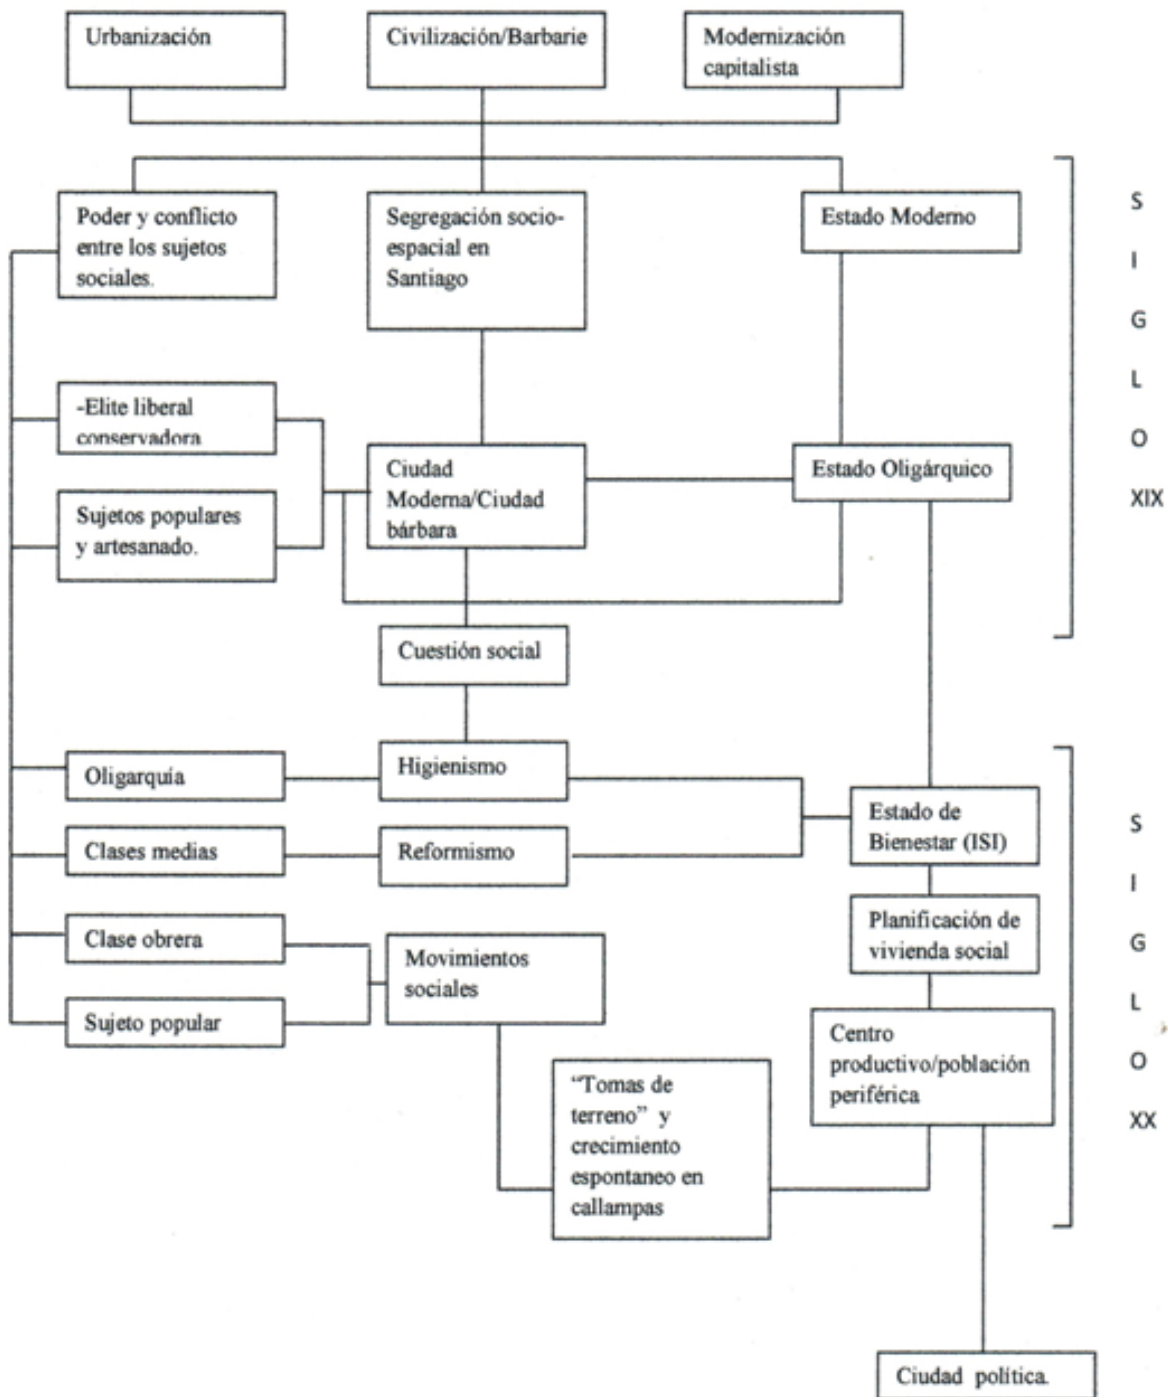 Urbanización
Civilización/Barbarie
Modernización
capitalista
Poder y conflicto
entre los sujetos
sociales.
Segregación socio-
espacial en
Santiago
Estado Moderno
-Elite liberal
conservadora
Sujetos populares
y artesanado.
Ciudad
Moderna/Ciudad
bárbara
Estado Oligárquico
Cuestión social
S
I
G
L
O
XIX
Oligarquía
Higienismo
Clases medias
Reformismo
Estado de
Bienestar (ISI)
Clase obrera
Sujeto popular
Movimientos
sociales
Planificación de
vivienda social
Centro
productivo/población
periférica
“Tomas de
terreno” y
crecimiento
espontaneo en
callampas
S
I
G
L
O
XX
Ciudad política.